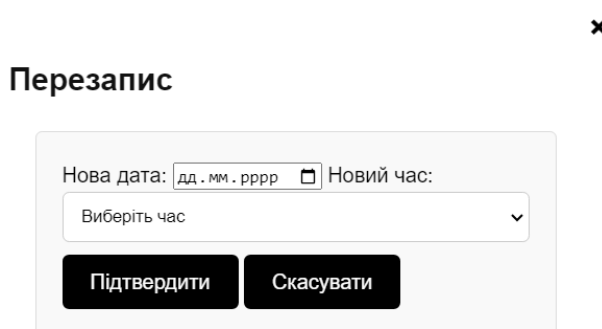 Перезапис
Нова дата: дд.мм.рррр Новий час:
Виберіть час
Підтвердити Скасувати